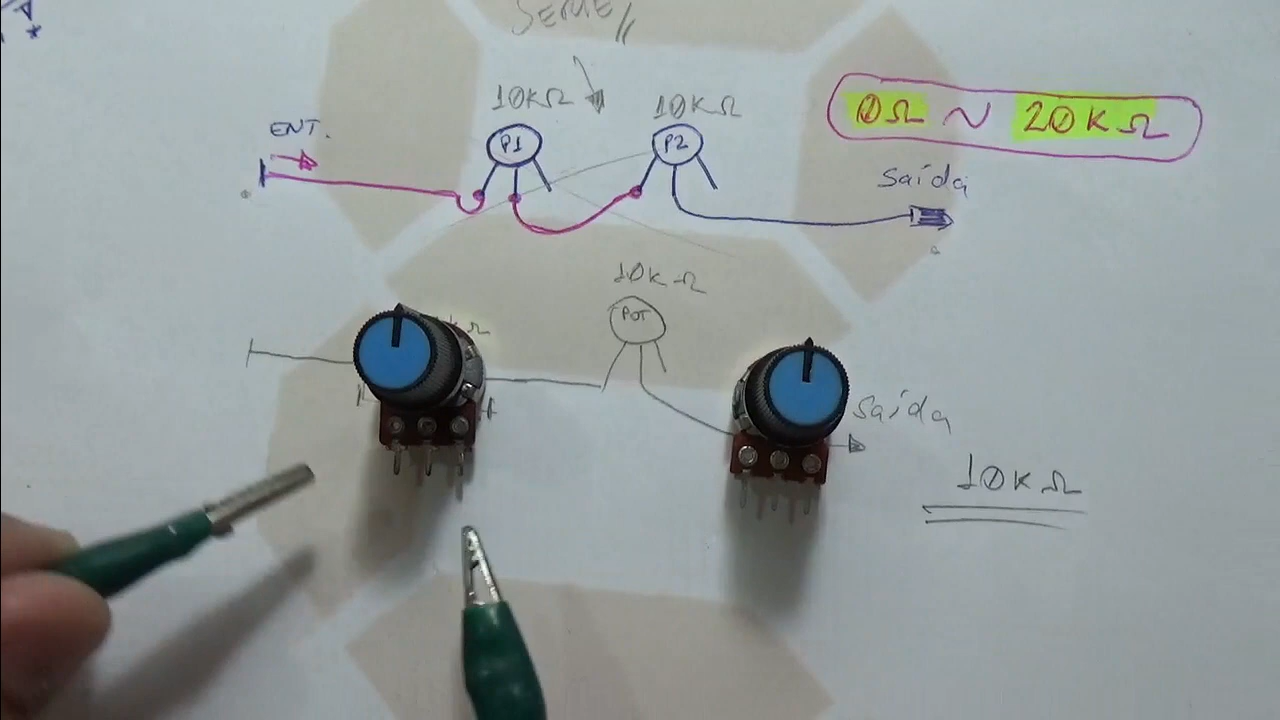 SERIE //
10KΩ 10KΩ 0Ω ~ 20KΩ
ENT. P1 P2
Saída
10KΩ
POT
Saída
10KΩ